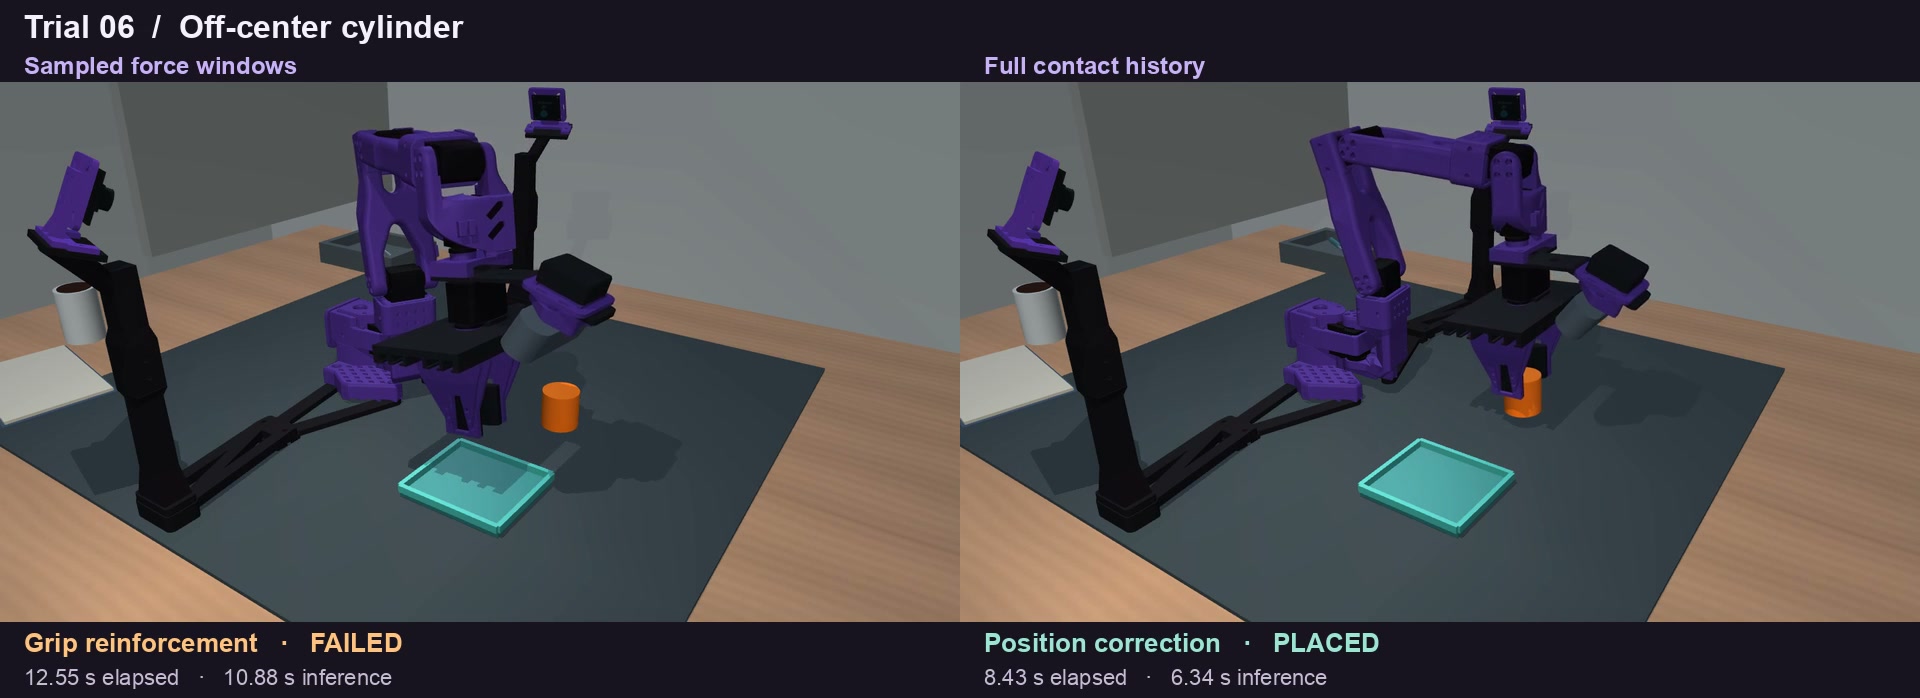 Trial 06 / Off-center cylinder
Sampled force windows
Full contact history
Grip reinforcement · FAILED
12.55 s elapsed · 10.88 s inference
Position correction · PLACED
8.43 s elapsed · 6.34 s inference